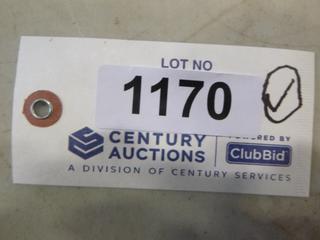 LOT NO
1170
CENTURY
AUCTIONS
POWERED BY
ClubBid
A DIVISION OF CENTURY SERVICES